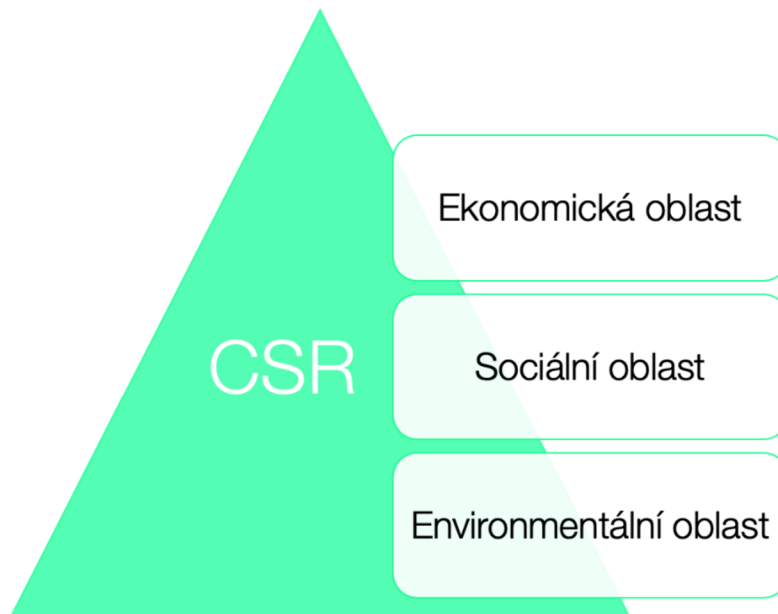 Ekonomická oblast
CSR
Sociální oblast
Environmentální oblast